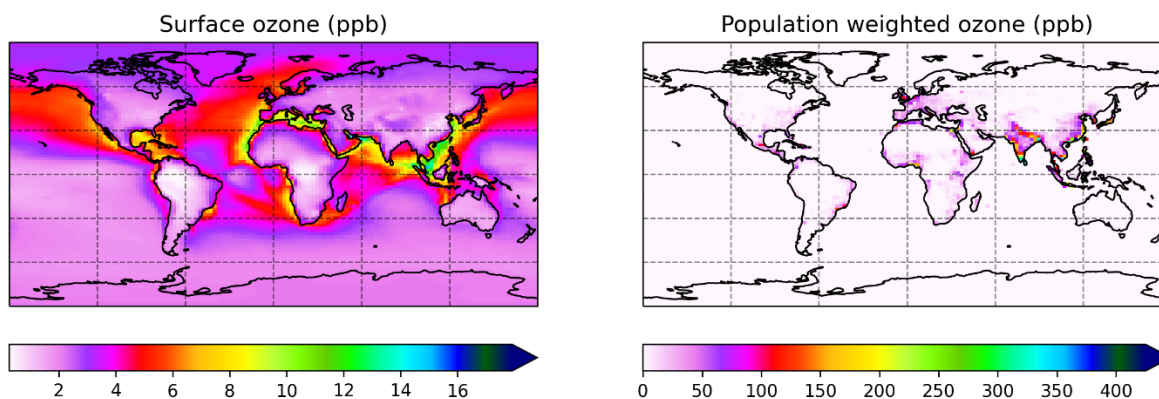 Surface ozone (ppb)
Population weighted ozone (ppb)
2 4 6 8 10 12 14 16
0 50 100 150 200 250 300 350 400